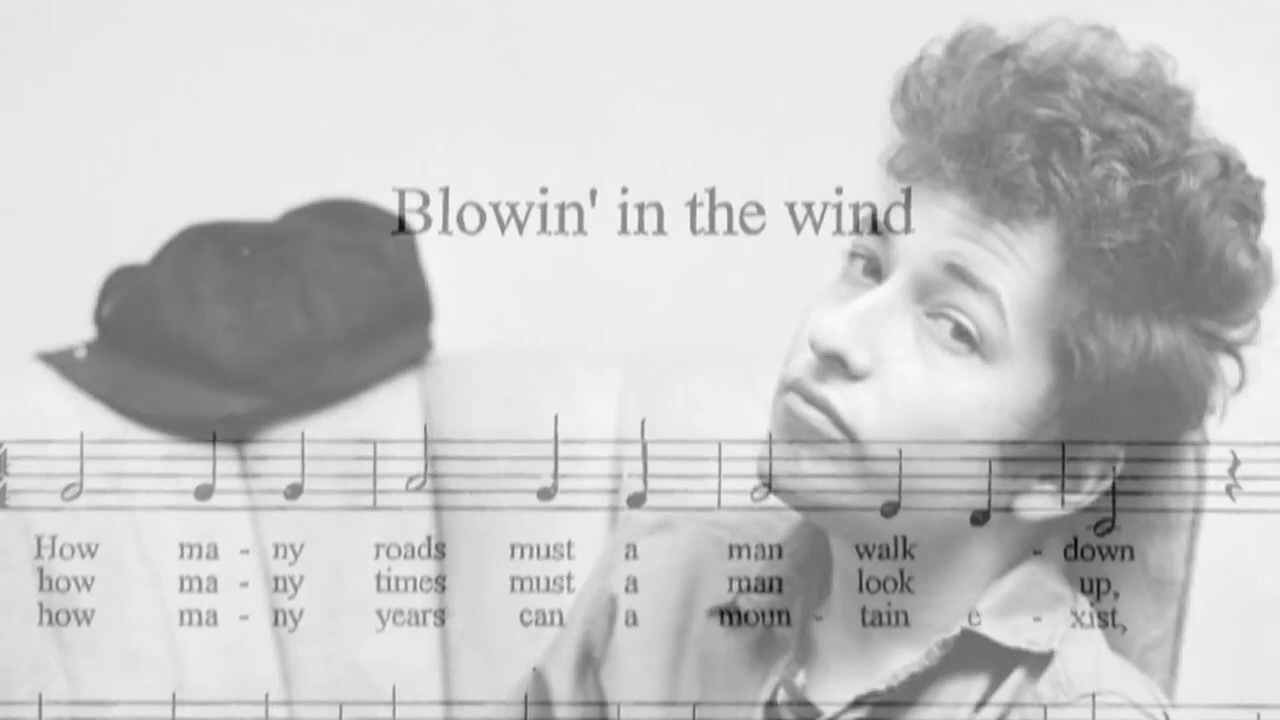 Blowin' in the wind
How ma - ny roads must a man walk - down
how ma - ny times must a man look up,
how ma - ny years can a moun - tain e - xist,